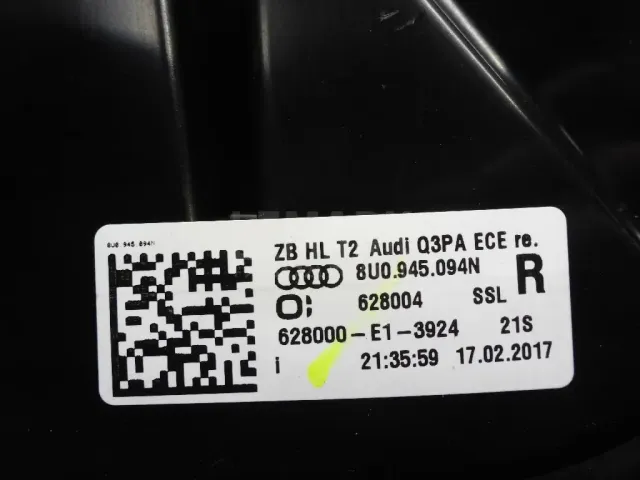 8U0.945.094N
ZB HL T2 Audi Q3PA ECE re.
8U0.945.094N R
628004 SSL
628000-E1-3924 21S
i 21:35:59 17.02.2017